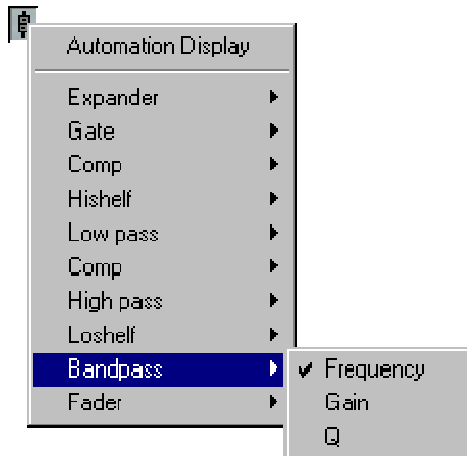 Automation Display
Expander
Gate
Comp
Hishelf
Low pass
Comp
High pass
Loshelf
Bandpass
Fader
Frequency
Gain
Q